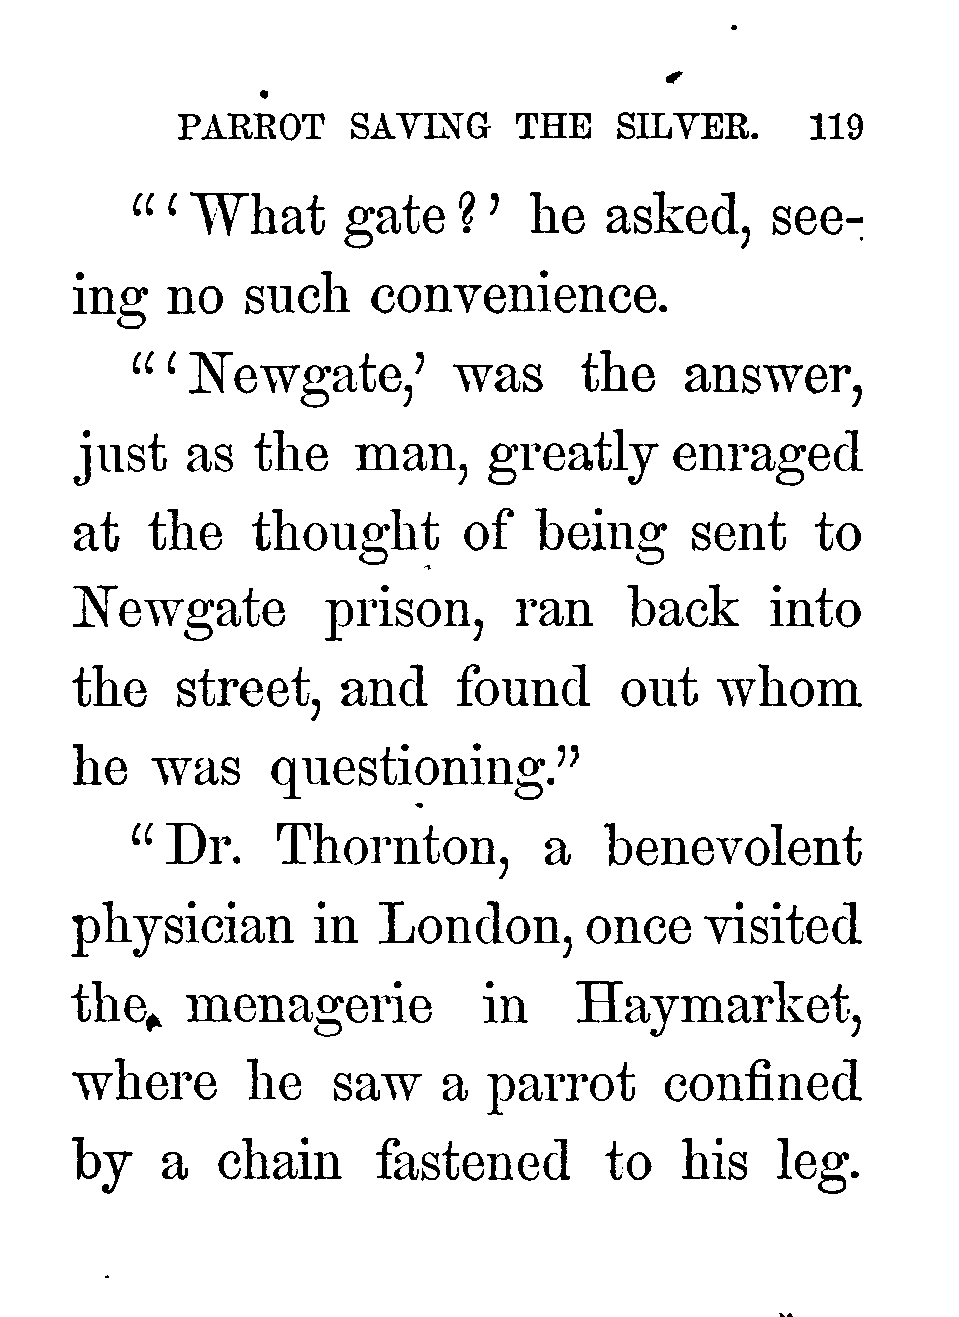 PARROT SAVING THE SILVER. 119
"'What gate?' he asked, see-
ing no such convenience.
"'Newgate,' was the answer,
just as the man, greatly enraged
at the thought of being sent to
Newgate prison, ran back into
the street, and found out whom
he was questioning."
"Dr. Thornton, a benevolent
physician in London, once visited
the menagerie in Haymarket,
where he saw a parrot confined
by a chain fastened to his leg.